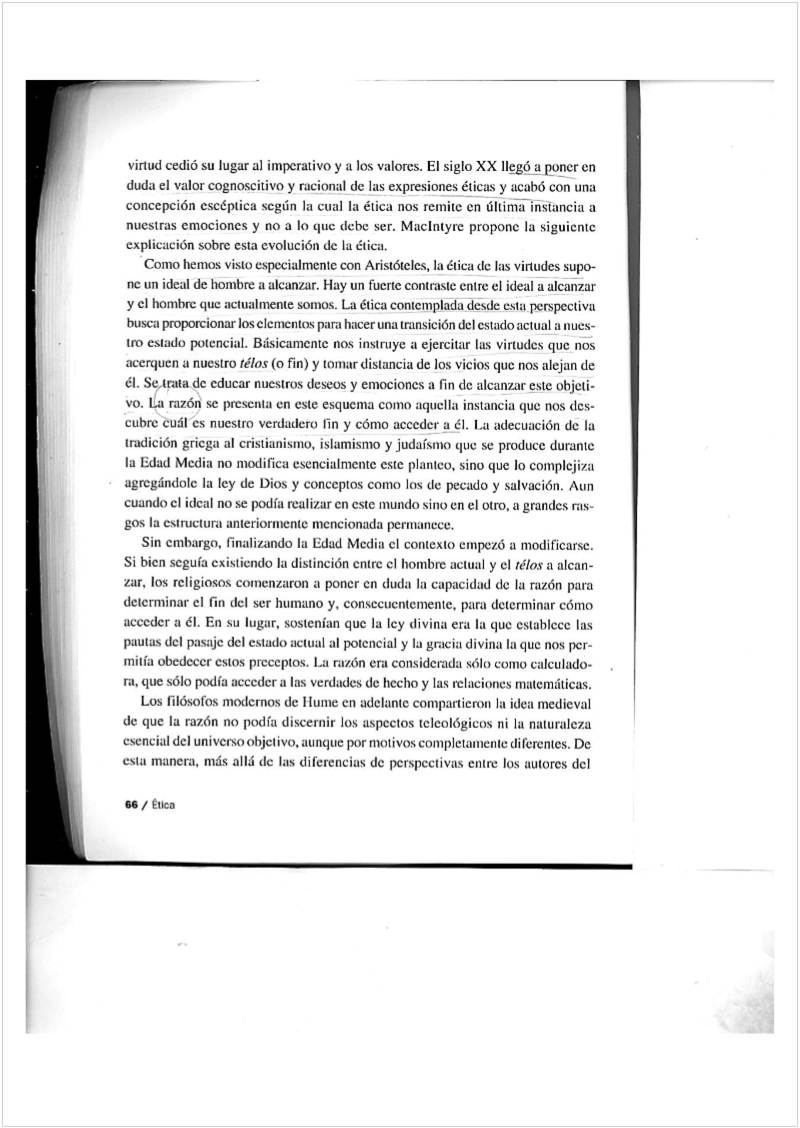 virtud cedió su lugar al imperativo y a los valores. El siglo XX llegó a poner en
duda el valor cognoscitivo y racional de las expresiones éticas y acabó con una
concepción escéptica según la cual la ética nos remite en última instancia a
nuestras emociones y no a lo que debe ser. MacIntyre propone la siguiente
explicación sobre esta evolución de la ética.
Como hemos visto especialmente con Aristóteles, la ética de las virtudes supo-
ne un ideal de hombre a alcanzar. Hay un fuerte contraste entre el ideal a alcanzar
y el hombre que actualmente somos. La ética contemplada desde esta perspectiva
busca proporcionar los elementos para hacer una transición del estado actual a nues-
tro estado potencial. Básicamente nos instruye a ejercitar las virtudes que nos
acerquen a nuestro télos (o fin) y tomar distancia de los vicios que nos alejan de
él. Se trata de educar nuestros deseos y emociones a fin de alcanzar este objeti-
vo. La razón se presenta en este esquema como aquella instancia que nos des-
cubre cuál es nuestro verdadero fin y cómo acceder a él. La adecuación de la
tradición griega al cristianismo, islamismo y judaísmo que se produce durante
la Edad Media no modifica esencialmente este planteo, sino que lo complejiza
agregándole la ley de Dios y conceptos como los de pecado y salvación. Aun
cuando el ideal no se podía realizar en este mundo sino en el otro, a grandes ras-
gos la estructura anteriormente mencionada permanece.
Sin embargo, finalizando la Edad Media el contexto empezó a modificarse.
Si bien seguía existiendo la distinción entre el hombre actual y el télos a alcan-
zar, los religiosos comenzaron a poner en duda la capacidad de la razón para
determinar el fin del ser humano y, consecuentemente, para determinar cómo
acceder a él. En su lugar, sostenían que la ley divina era la que establece las
pautas del pasaje del estado actual al potencial y la gracia divina la que nos per-
mitía obedecer estos preceptos. La razón era considerada sólo como calculado-
ra, que sólo podía acceder a las verdades de hecho y las relaciones matemáticas.
Los filósofos modernos de Hume en adelante compartieron la idea medieval
de que la razón no podía discernir los aspectos teleológicos ni la naturaleza
esencial del universo objetivo, aunque por motivos completamente diferentes. De
esta manera, más allá de las diferencias de perspectivas entre los autores del
66 / Ética